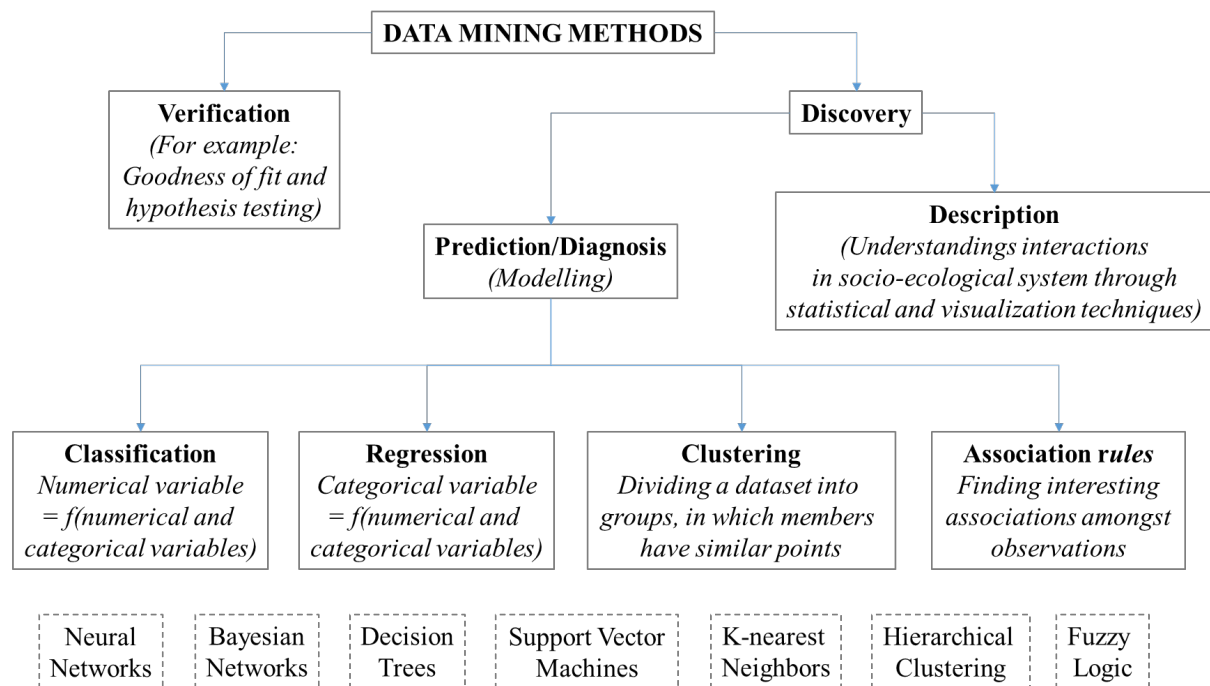 DATA MINING METHODS
Verification
(For example:
Goodness of fit and
hypothesis testing)
Discovery
Prediction/Diagnosis
(Modelling)
Description
(Understandings interactions
in socio-ecological system through
statistical and visualization techniques)
Classification
Numerical variable
= f(numerical and
categorical variables)
Regression
Categorical variable
= f(numerical and
categorical variables)
Clustering
Dividing a dataset into
groups, in which members
have similar points
Association rules
Finding interesting
associations amongst
observations
Neural
Networks
Bayesian
Networks
Decision
Trees
Support Vector
Machines
K-nearest
Neighbors
Hierarchical
Clustering
Fuzzy
Logic